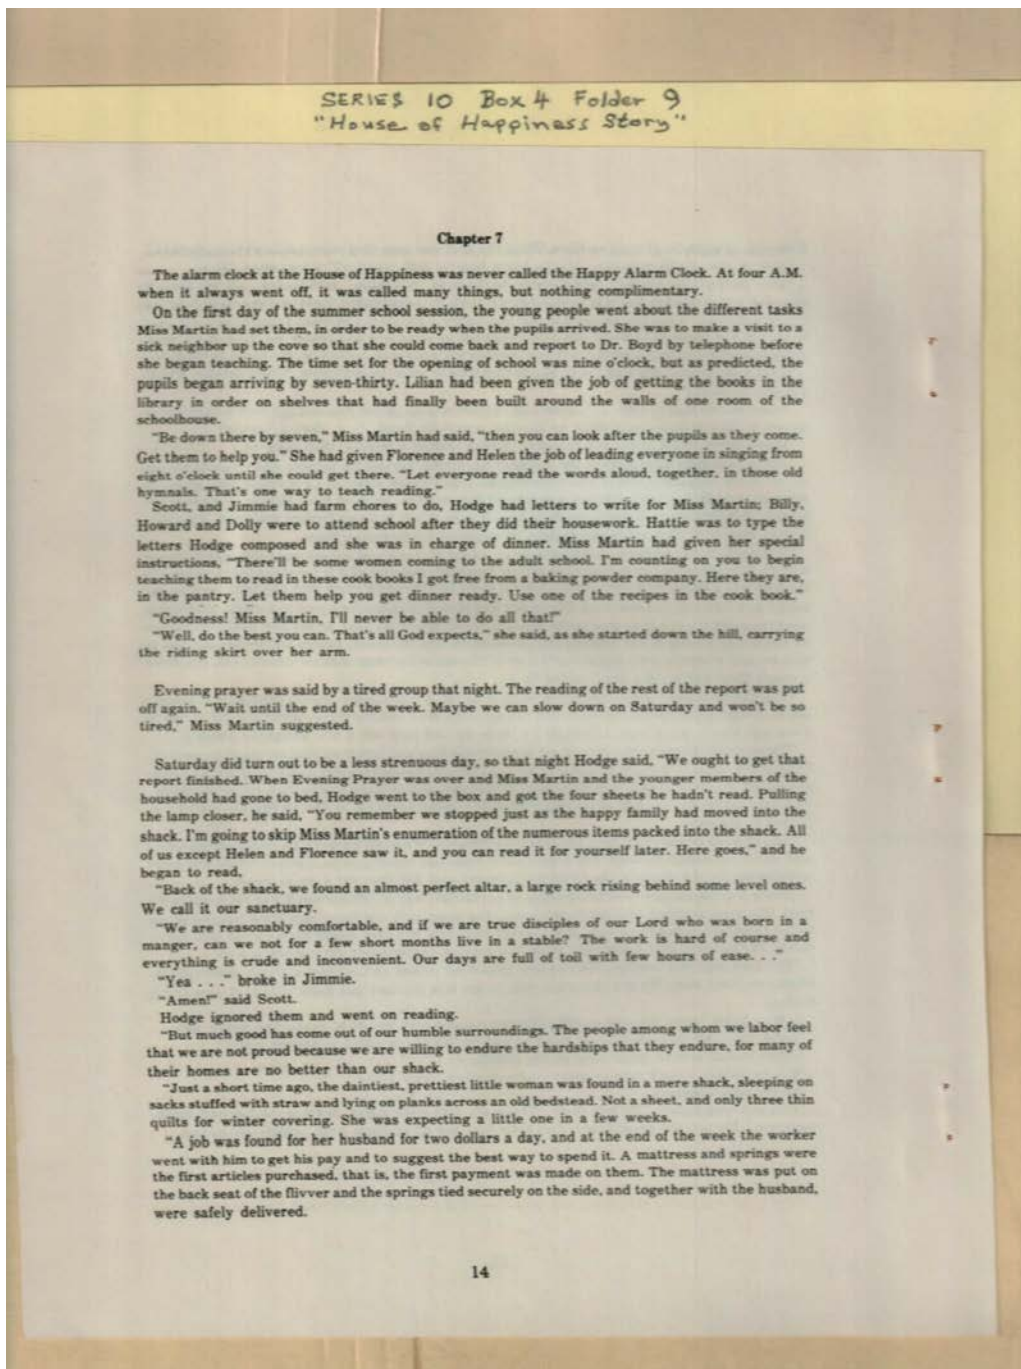 SERIES 10 Box 4 Folder 9
"House of Happiness Story"
Chapter 7
The alarm clock at the House of Happiness was never called the Happy Alarm Clock. At four A.M.
when it always went off, it was called many things, but nothing complimentary.
On the first day of the summer school session, the young people went about the different tasks
Miss Martin had set them, in order to be ready when the pupils arrived. She was to make a visit to a
sick neighbor up the cove so that she could come back and report to Dr. Boyd by telephone before
she began teaching. The time set for the opening of school was nine o'clock, but as predicted, the
pupils began arriving by seven-thirty. Lilian had been given the job of getting the books in the
library in order on shelves that had finally been built around the walls of one room of the
schoolhouse.
"Be down there by seven," Miss Martin had said, "then you can look after the pupils as they come.
Get them to help you." She had given Florence and Helen the job of leading everyone in singing from
eight o'clock until she could get there. "Let everyone read the words aloud, together, in those old
hymnals. That's one way to teach reading."
Scott, and Jimmie had farm chores to do, Hodge had letters to write for Miss Martin; Billy,
Howard and Dolly were to attend school after they did their housework. Hattie was to type the
letters Hodge composed and she was in charge of dinner. Miss Martin had given her special
instructions, "There'll be some women coming to the adult school. I'm counting on you to begin
teaching them to read in these cook books I got free from a baking powder company. Here they are,
in the pantry. Let them help you get dinner ready. Use one of the recipes in the cook book."
"Goodness! Miss Martin, I'll never be able to do all that!"
"Well, do the best you can. That's all God expects," she said, as she started down the hill, carrying
the riding skirt over her arm.
Evening prayer was said by a tired group that night. The reading of the rest of the report was put
off again. "Wait until the end of the week. Maybe we can slow down on Saturday and won't be so
tired," Miss Martin suggested.
Saturday did turn out to be a less strenuous day, so that night Hodge said, "We ought to get that
report finished. When Evening Prayer was over and Miss Martin and the younger members of the
household had gone to bed, Hodge went to the box and got the four sheets he hadn't read. Pulling
the lamp closer, he said, "You remember we stopped just as the happy family had moved into the
shack. I'm going to skip Miss Martin's enumeration of the numerous items packed into the shack. All
of us except Helen and Florence saw it, and you can read it for yourself later. Here goes," and he
began to read.
"Back of the shack, we found an almost perfect altar, a large rock rising behind some level ones.
We call it our sanctuary.
"We are reasonably comfortable, and if we are true disciples of our Lord who was born in a
manger, can we not for a few short months live in a stable? The work is hard of course and
everything is crude and inconvenient. Our days are full of toil with few hours of ease. . ."
"Yea . . ." broke in Jimmie.
"Amen!" said Scott.
Hodge ignored them and went on reading.
"But much good has come out of our humble surroundings. The people among whom we labor feel
that we are not proud because we are willing to endure the hardships that they endure, for many of
their homes are no better than our shack.
"Just a short time ago, the daintiest, prettiest little woman was found in a mere shack, sleeping on
sacks stuffed with straw and lying on planks across an old bedstead. Not a sheet, and only three thin
quilts for winter covering. She was expecting a little one in a few weeks.
"A job was found for her husband for two dollars a day, and at the end of the week the worker
went with him to get his pay and to suggest the best way to spend it. A mattress and springs were
the first articles purchased, that is, the first payment was made on them. The mattress was put on
the back seat of the flivver and the springs tied securely on the side, and together with the husband,
were safely delivered.
14